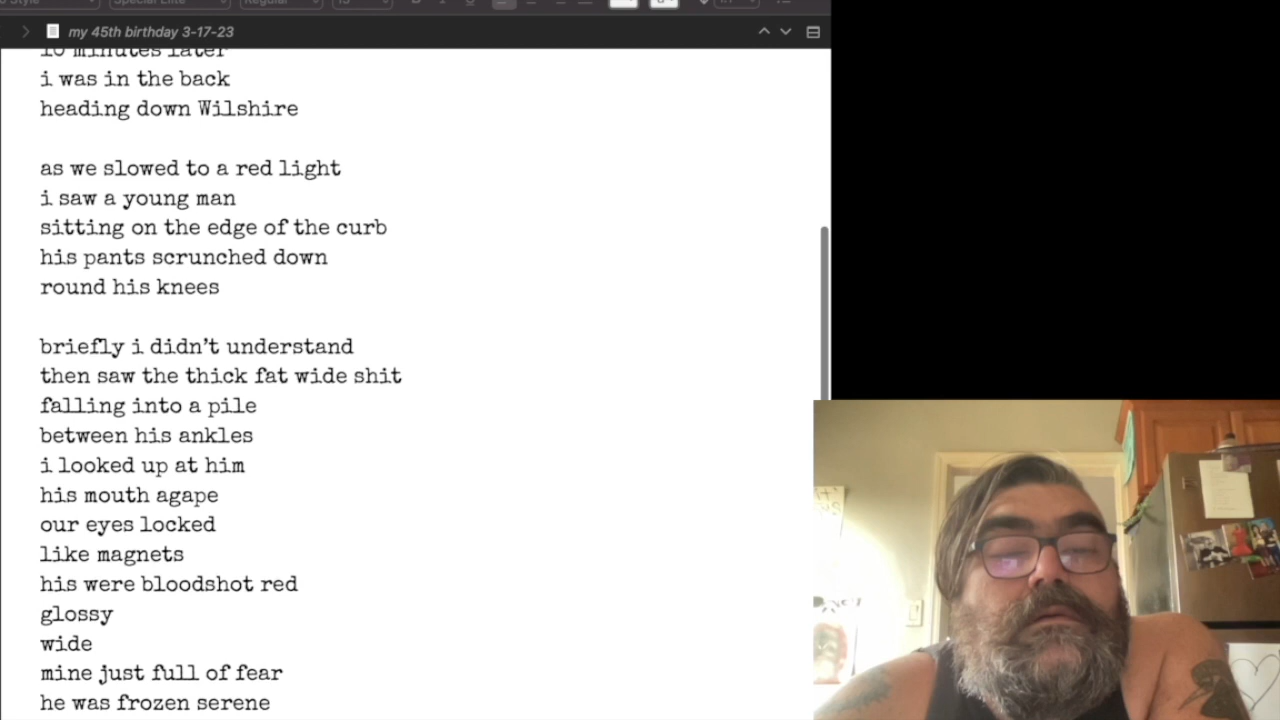 my 45th birthday 3-17-23
10 minutes later
i was in the back
heading down Wilshire
as we slowed to a red light
i saw a young man
sitting on the edge of the curb
his pants scrunched down
round his knees
briefly i didn't understand
then saw the thick fat wide shit
falling into a pile
between his ankles
i looked up at him
his mouth agape
our eyes locked
like magnets
his were bloodshot red
glossy
wide
mine just full of fear
he was frozen serene